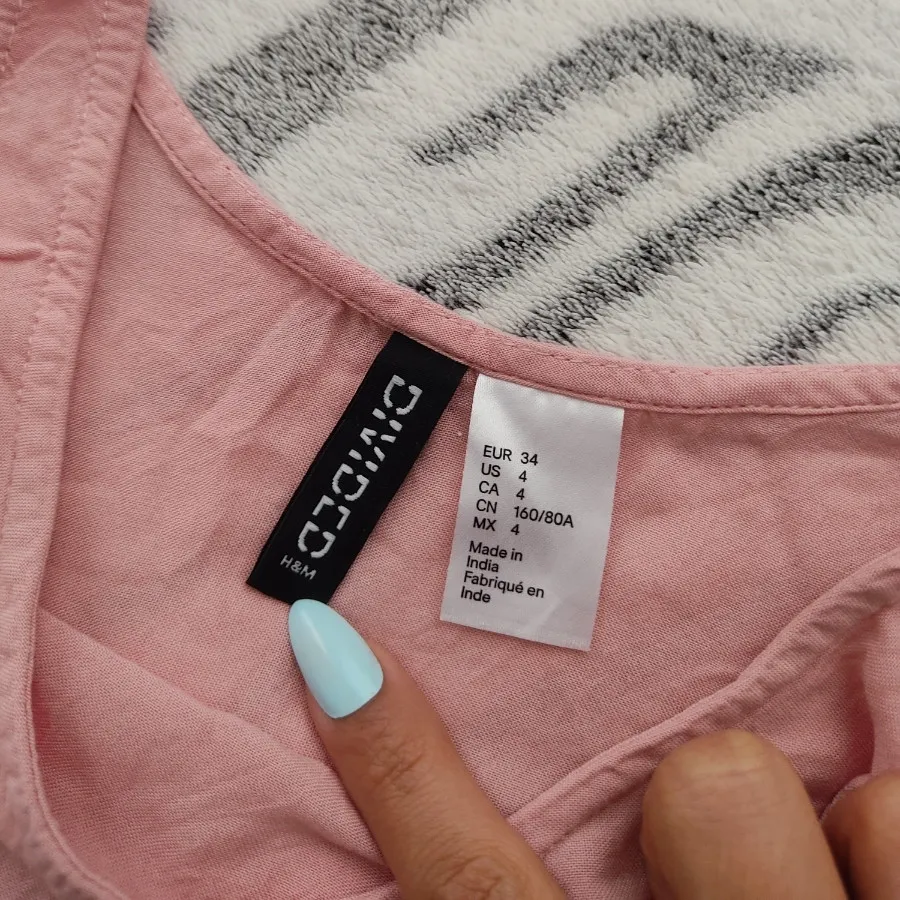 DIVIDED
H&M
EUR 34
US 4
CA 4
CN 160/80A
MX 4
Made in
India
Fabriqué en
Inde